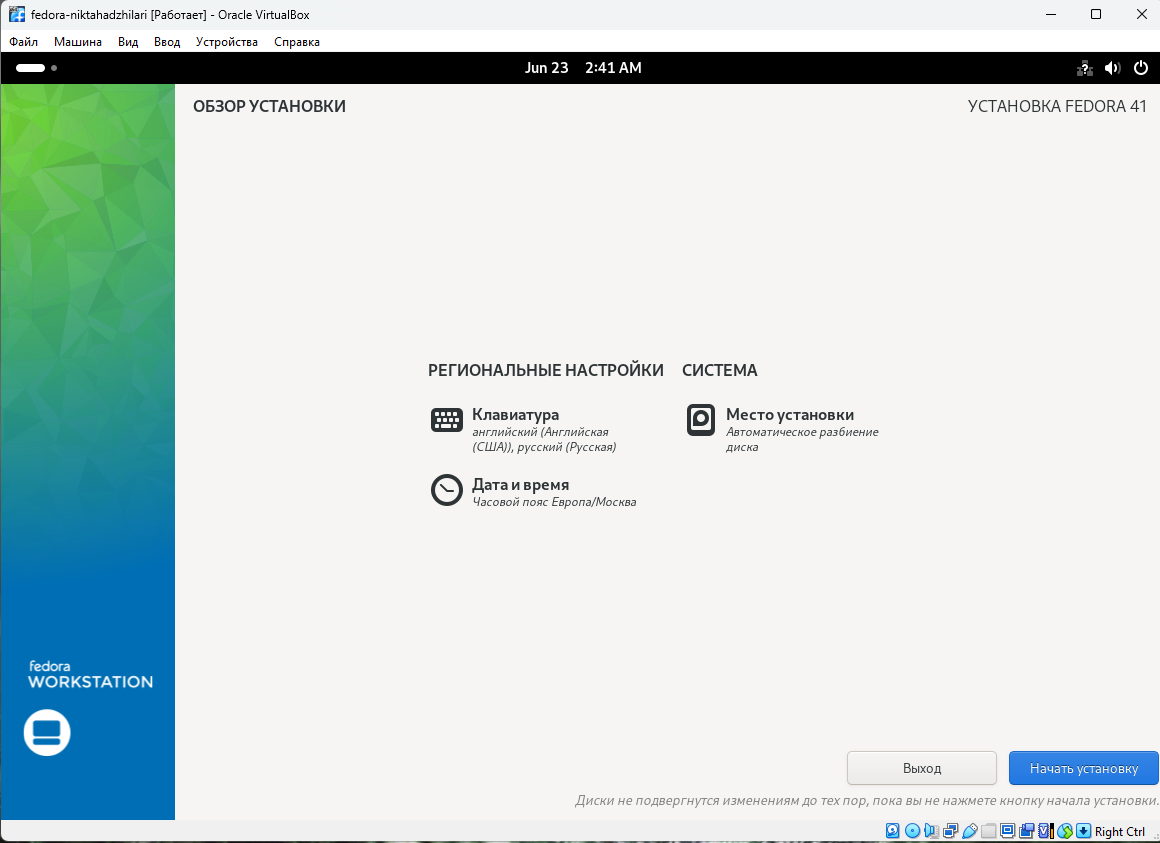 fedora-niktahadzhilari [Работает] - Oracle VirtualBox
Файл Машина Вид Ввод Устройства Справка
Jun 23 2:41 AM
ОБЗОР УСТАНОВКИ
УСТАНОВКА FEDORA 41
РЕГИОНАЛЬНЫЕ НАСТРОЙКИ
Клавиатура
английский (Английская
(США)), русский (Русская)
Дата и время
Часовой пояс Европа/Москва
СИСТЕМА
Место установки
Автоматическое разбиение
диска
fedora
WORKSTATION
Выход
Начать установку
Диски не подвергнутся изменениям до тех пор, пока вы не нажмете кнопку начала установки.
Right Ctrl